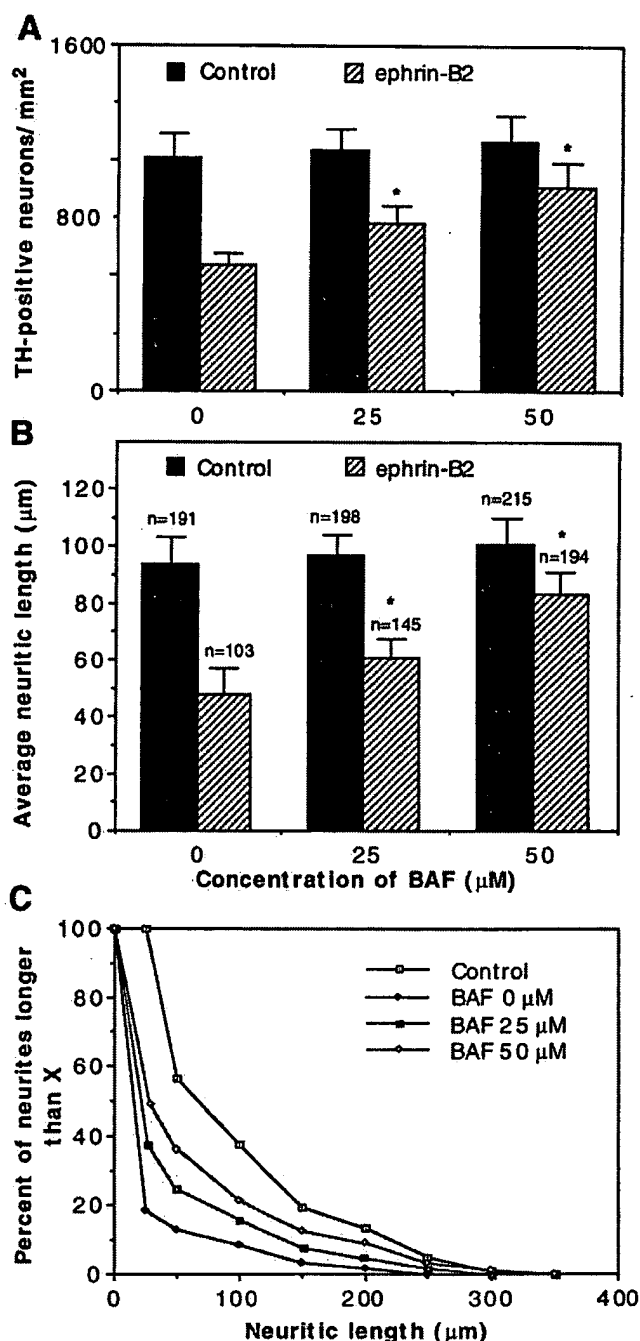 A
1600
Control ephrin-B2
TH-positive neurons/ mm2
*
*
800
0
0 25 50
B
Control ephrin-B2
Average neuritic length (μm)
120
100
80
60
40
20
0
n=191
n=103
n=198
*
n=145
n=215
*
n=194
0 25 50
Concentration of BAF (μM)
C
Percent of neurites longer
than X
100
80
60
40
20
0
Control
BAF 0 μM
BAF 25 μM
BAF 50 μM
0 100 200 300 400
Neuritic length (μm)